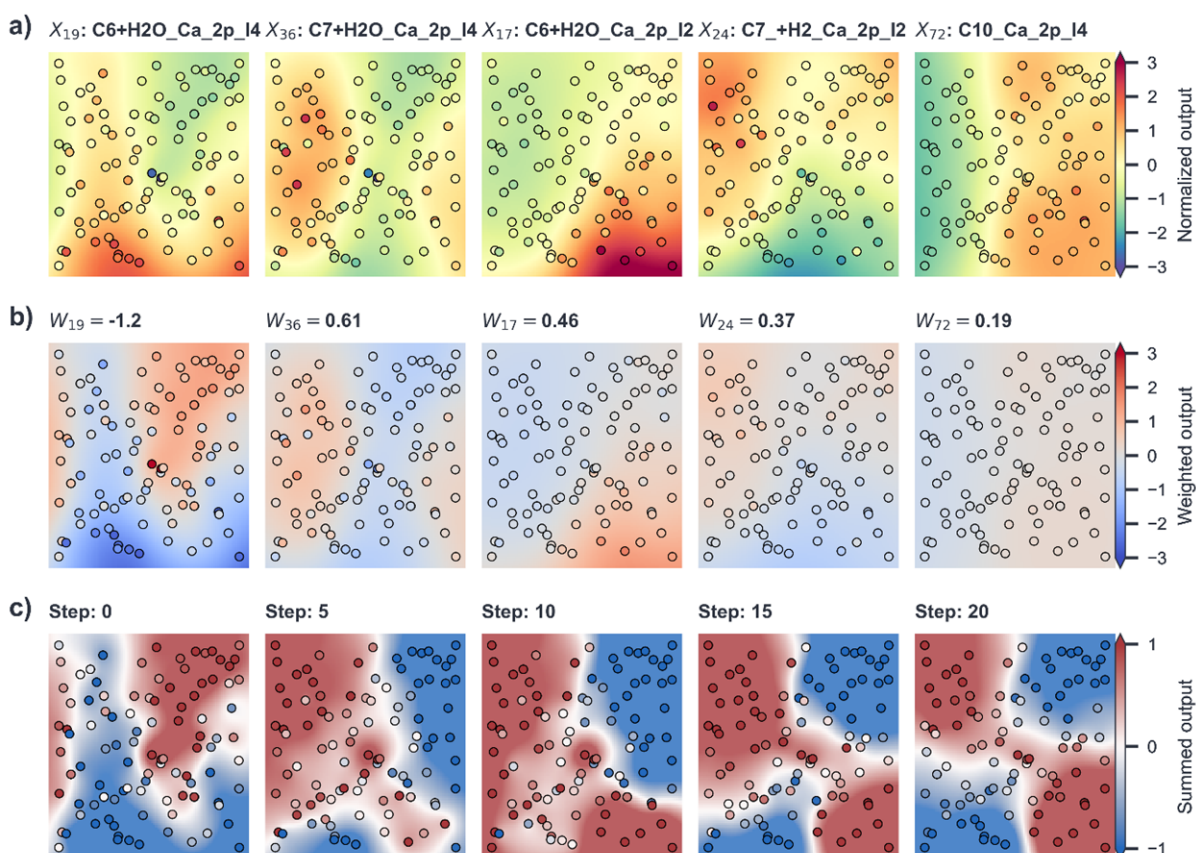 a) X19: C6+H2O_Ca_2p_I4 X36: C7+H2O_Ca_2p_I4 X17: C6+H2O_Ca_2p_I2 X24: C7_+H2_Ca_2p_I2 X72: C10_Ca_2p_I4
3
2
1
0
−1
−2
−3
Normalized output
b) W19 = -1.2 W36 = 0.61 W17 = 0.46 W24 = 0.37 W72 = 0.19
3
2
1
0
−1
−2
−3
Weighted output
c) Step: 0 Step: 5 Step: 10 Step: 15 Step: 20
1
0
−1
Summed output